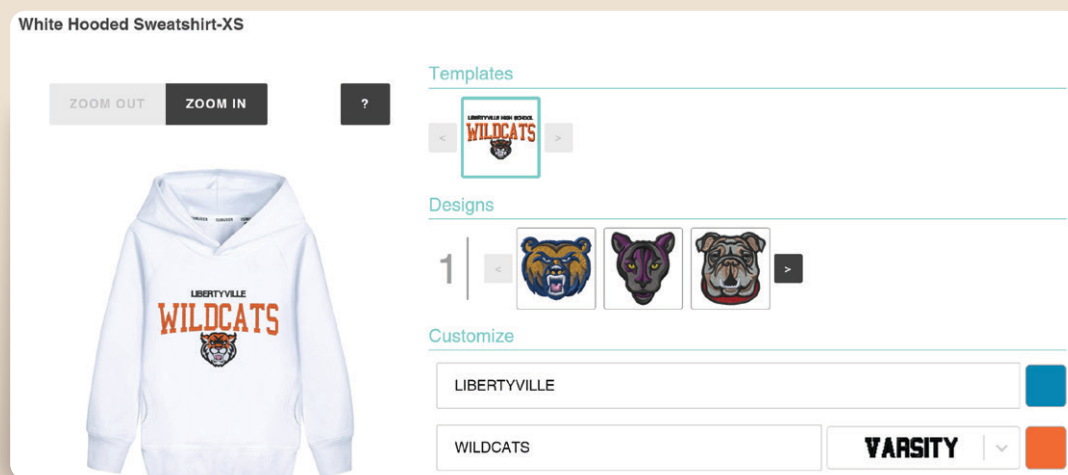 White Hooded Sweatshirt-XS
ZOOM OUT
ZOOM IN
?
LIBERTYVILLE
WILDCATS
Templates
<
LIBERTYVILLE HIGH SCHOOL
WILDCATS
>
Designs
1
<
>
Customize
LIBERTYVILLE
WILDCATS
VARSITY